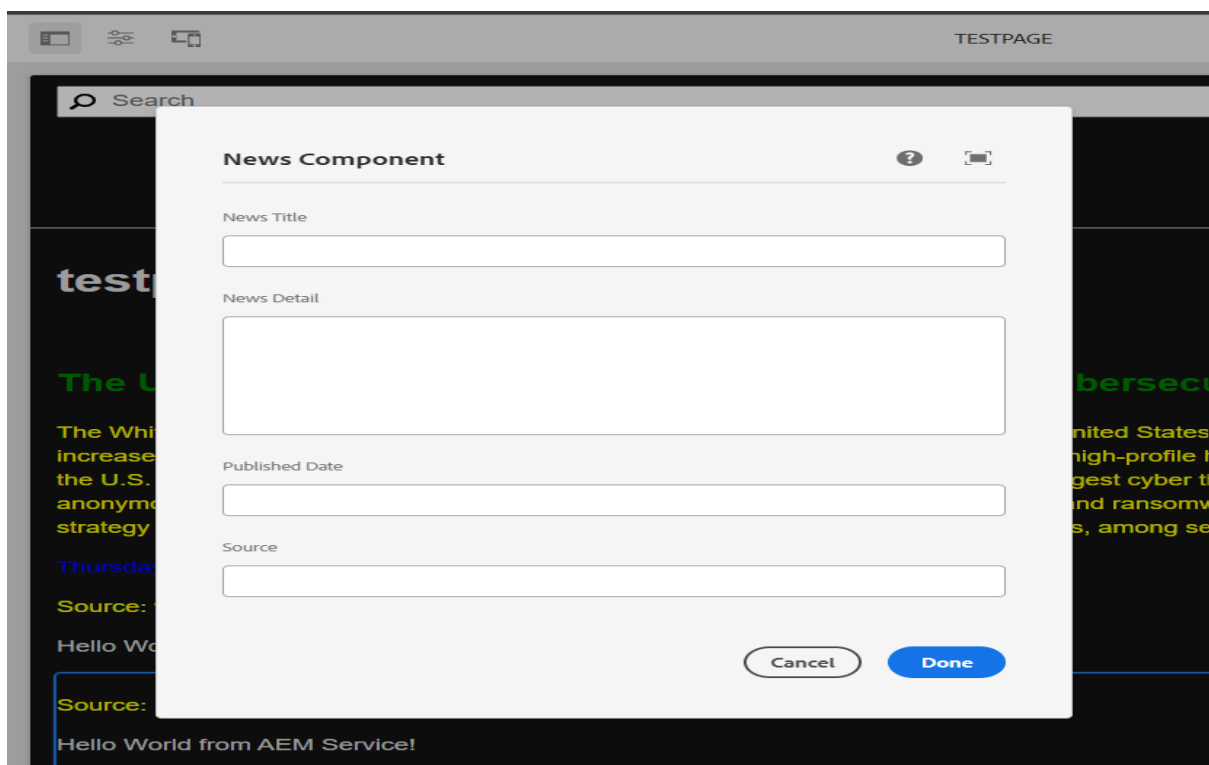 TESTPAGE
Search
News Component
News Title
test
News Detail
The U
bersecu
The Whi
nited States
increase
high-profile h
the U.S.
gest cyber t
anonymo
nd ransomw
strategy
s, among se
Published Date
Source
Thursda
Source:
Hello Wo
Cancel
Done
Source:
Hello World from AEM Service!